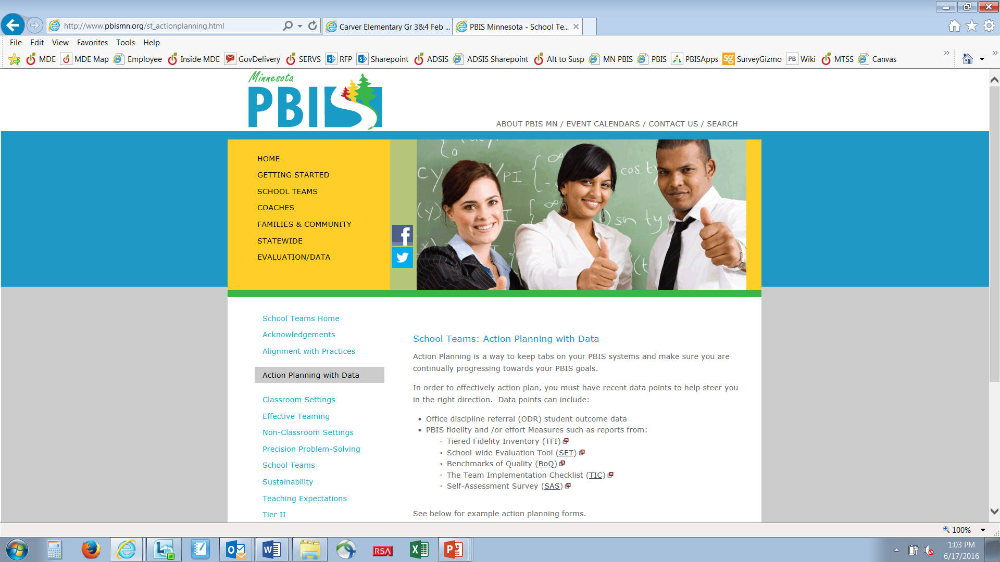 http://www.pbismn.org/st_actionplanning.html
Carver Elementary Gr 3&4 Feb ...
PBIS Minnesota - School Te...
File Edit View Favorites Tools Help
MDE MDE Map Employee Inside MDE GovDelivery SERVS RFP Sharepoint ADSIS ADSIS Sharepoint Alt to Susp MN PBIS PBIS PBISApps SurveyGizmo Wiki MTSS Canvas
Minnesota
PBIS
ABOUT PBIS MN / EVENT CALENDARS / CONTACT US / SEARCH
HOME
GETTING STARTED
SCHOOL TEAMS
COACHES
FAMILIES & COMMUNITY
STATEWIDE
EVALUATION/DATA
School Teams Home
Acknowledgements
Alignment with Practices
Action Planning with Data
Classroom Settings
Effective Teaming
Non-Classroom Settings
Precision Problem-Solving
School Teams
Sustainability
Teaching Expectations
Tier II
School Teams: Action Planning with Data
Action Planning is a way to keep tabs on your PBIS systems and make sure you are
continually progressing towards your PBIS goals.
In order to effectively action plan, you must have recent data points to help steer you
in the right direction.  Data points can include:
• Office discipline referral (ODR) student outcome data
• PBIS fidelity and /or effort Measures such as reports from:
◦ Tiered Fidelity Inventory (TFI)
◦ School-wide Evaluation Tool (SET)
◦ Benchmarks of Quality (BoQ)
◦ The Team Implementation Checklist (TIC)
◦ Self-Assessment Survey (SAS)
See below for example action planning forms.
100%
RSA
1:03 PM
6/17/2016